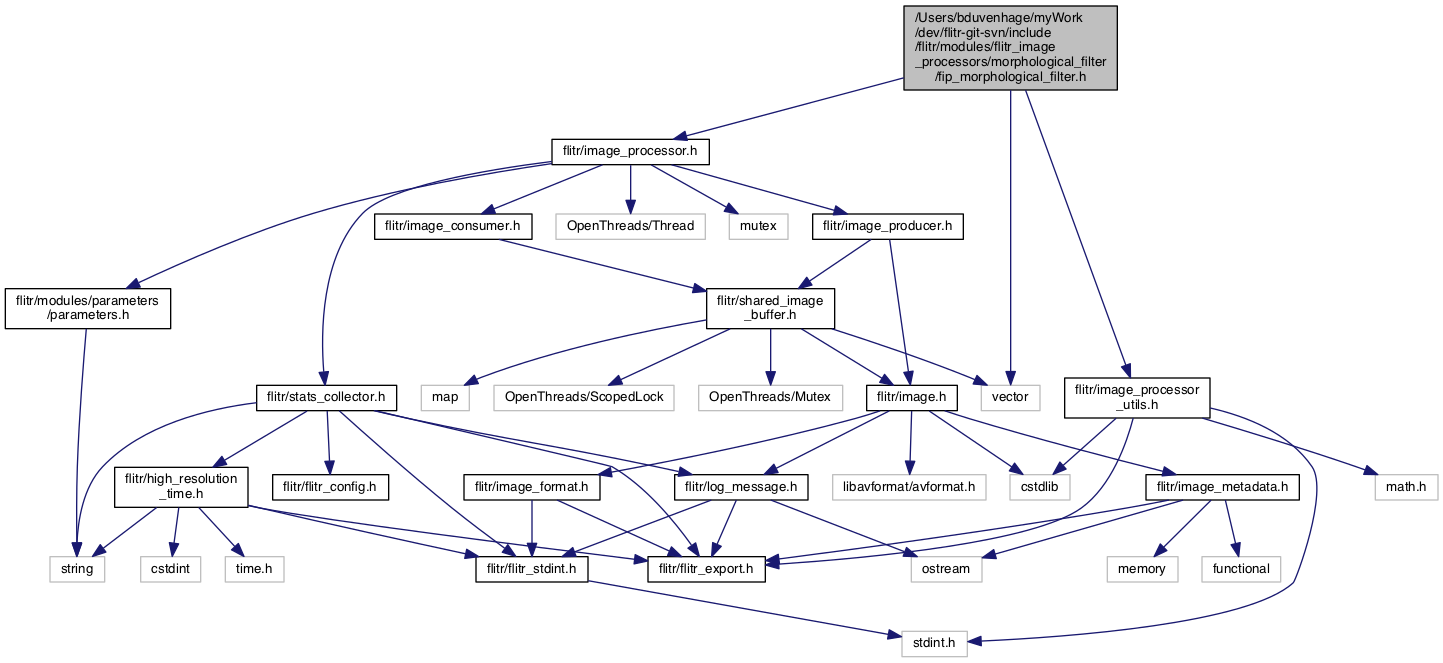 /Users/bduvenhage/myWork
/dev/flitr-git-svn/include
/flitr/modules/flitr_image
_processors/morphological_filter
/fip_morphological_filter.h
flitr/image_processor.h
flitr/image_consumer.h
OpenThreads/Thread
mutex
flitr/image_producer.h
flitr/modules/parameters
/parameters.h
flitr/shared_image
_buffer.h
flitr/stats_collector.h
map
OpenThreads/ScopedLock
OpenThreads/Mutex
flitr/image.h
vector
flitr/image_processor
_utils.h
flitr/high_resolution
_time.h
flitr/flitr_config.h
flitr/image_format.h
flitr/log_message.h
libavformat/avformat.h
cstdlib
flitr/image_metadata.h
math.h
string
cstdint
time.h
flitr/flitr_stdint.h
flitr/flitr_export.h
ostream
memory
functional
stdint.h